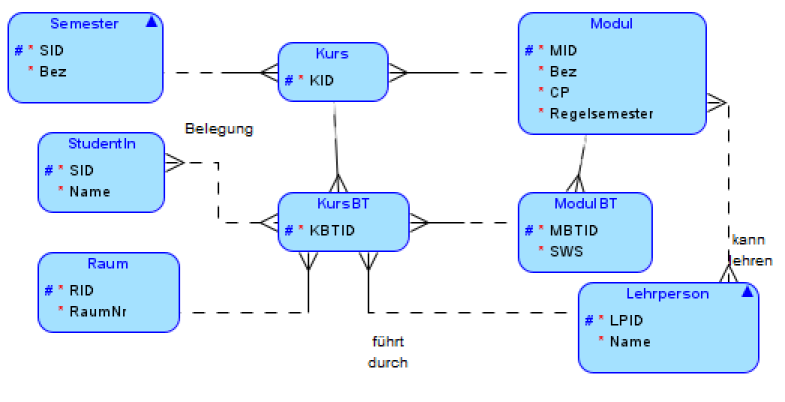 Semester
# * SID
* Bez
Kurs
# * KID
Modul
# * MID
* Bez
* CP
* Regelsemester
Belegung
StudentIn
# * SID
* Name
KursBT
# * KBTID
ModulBT
# * MBTID
* SWS
kann
lehren
Raum
# * RID
* RaumNr
Lehrperson
# * LPID
* Name
führt
durch